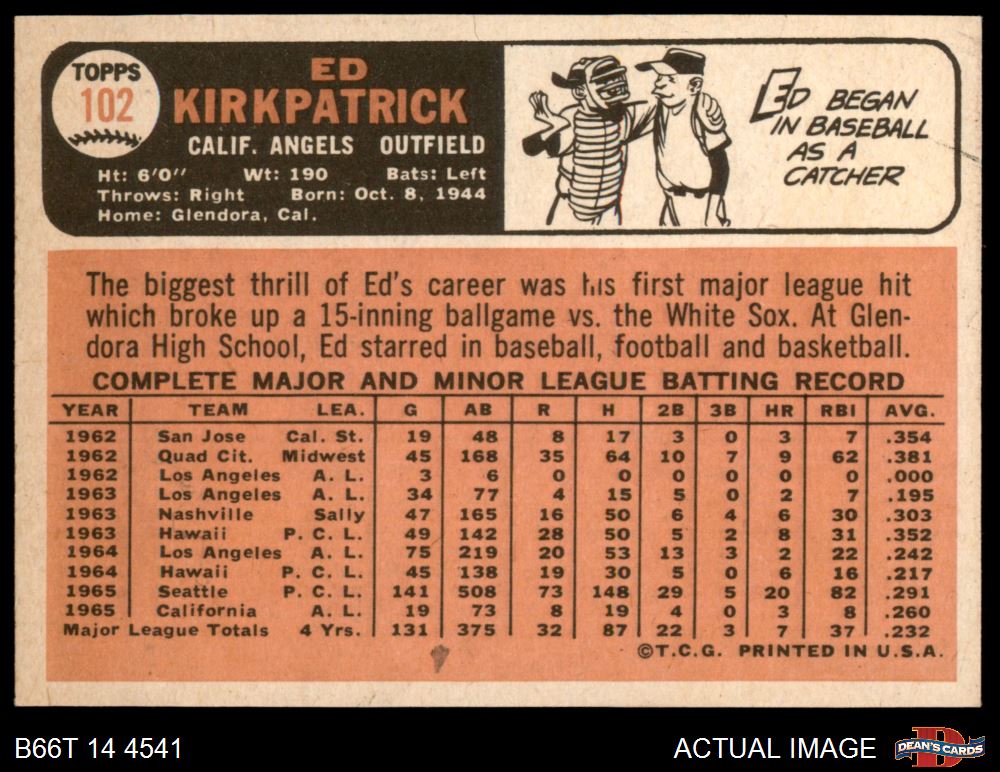 TOPPS
102
ED
KIRKPATRICK
CALIF. ANGELS OUTFIELD
Ht: 6'0" Wt: 190 Bats: Left
Throws: Right Born: Oct. 8, 1944
Home: Glendora, Cal.
ED BEGAN
IN BASEBALL
AS A
CATCHER
The biggest thrill of Ed's career was his first major league hit
which broke up a 15-inning ballgame vs. the White Sox. At Glen-
dora High School, Ed starred in baseball, football and basketball.
COMPLETE MAJOR AND MINOR LEAGUE BATTING RECORD
YEAR TEAM LEA. G AB R H 2B 3B HR RBI AVG.
1962 San Jose Cal. St. 19 48 8 17 3 0 3 7 .354
1962 Quad Cit. Midwest 45 168 35 64 10 7 9 62 .381
1962 Los Angeles A. L. 3 6 0 0 0 0 0 0 .000
1963 Los Angeles A. L. 34 77 4 15 5 0 2 7 .195
1963 Nashville Sally 47 165 16 50 6 4 6 30 .303
1963 Hawaii P. C. L. 49 142 28 50 5 2 8 31 .352
1964 Los Angeles A. L. 75 219 20 53 13 3 2 22 .242
1964 Hawaii P. C. L. 45 138 19 30 5 0 6 16 .217
1965 Seattle P. C. L. 141 508 73 148 29 5 20 82 .291
1965 California A. L. 19 73 8 19 4 0 3 8 .260
Major League Totals 4 Yrs. 131 375 32 87 22 3 7 37 .232
©T.C.G. PRINTED IN U.S.A.
B66T 14 4541
ACTUAL IMAGE
DEAN'S CARDS